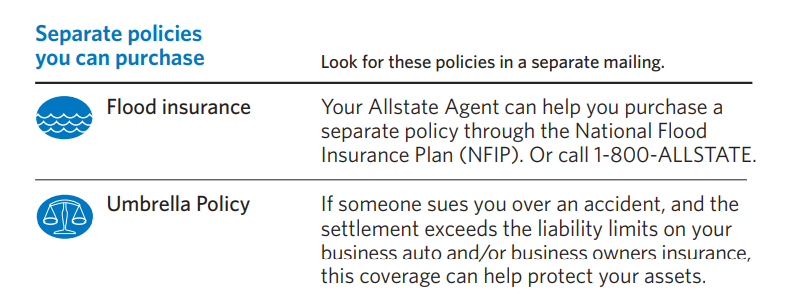 Separate policies
you can purchase
Look for these policies in a separate mailing.
Flood insurance
Your Allstate Agent can help you purchase a
separate policy through the National Flood
Insurance Plan (NFIP). Or call 1-800-ALLSTATE.
Umbrella Policy
If someone sues you over an accident, and the
settlement exceeds the liability limits on your
business auto and/or business owners insurance,
this coverage can help protect your assets.